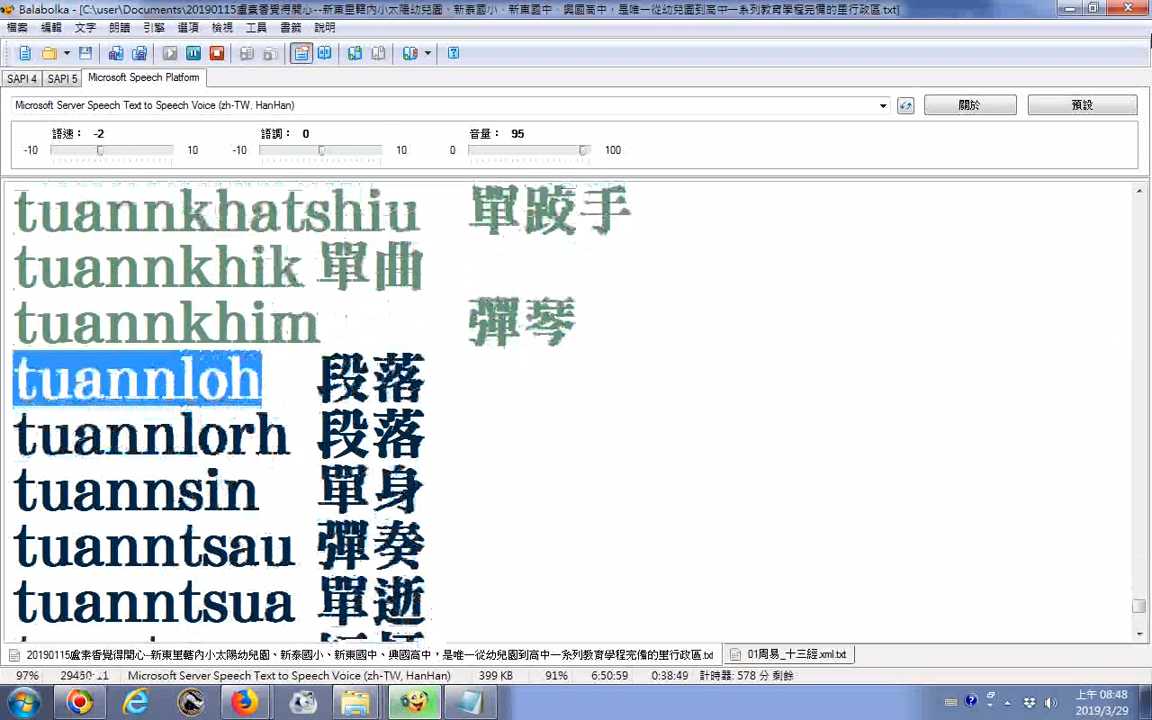 Balabolka - [C:\user\Documents\20190115盧素香覺得開心--新東里轄內小太陽幼兒園、新泰國小、新東國中、興國高中，是唯一從幼兒園到高中一系列教育學程完備的里行政區.txt]
檔案 編輯 文字 朗讀 引擎 選項 檢視 工具 書籤 說明
SAPI 4 SAPI 5 Microsoft Speech Platform
Microsoft Server Speech Text to Speech Voice (zh-TW, HanHan) 關於 預設
語速： -2 語調： 0 音量： 95
-10 10 -10 10 0 100
tuannkhatshiu 單跤手
tuannkhik 單曲
tuannkhim 彈琴
tuannloh 段落
tuannlorh 段落
tuannsin 單身
tuanntsau 彈奏
tuanntsua 單逝
20190115盧素香覺得開心--新東里轄內小太陽幼兒園、新泰國小、新東國中、興國高中，是唯一從幼兒園到高中一系列教育學程完備的里行政區.txt 01周易_十三經.xml.txt
97% Microsoft Server Speech Text to Speech Voice (zh-TW, HanHan) 399 KB 91% 6:50:59 0:38:49 計時器: 578 分 剩餘
上午 08:48
2019/3/29